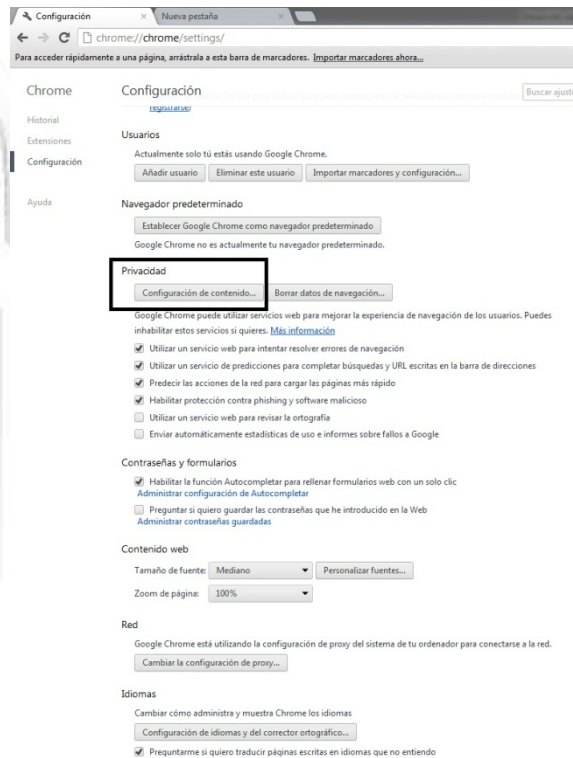 Configuración
Nueva pestaña
chrome://chrome/settings/
Para acceder rápidamente a una página, arrástrala a esta barra de marcadores. Importar marcadores ahora...
Chrome
Configuración
Buscar ajust
registrarse)
Historial
Extensiones
Configuración
Ayuda
Usuarios
Actualmente solo tú estás usando Google Chrome.
Añadir usuario
Eliminar este usuario
Importar marcadores y configuración...
Navegador predeterminado
Establecer Google Chrome como navegador predeterminado
Google Chrome no es actualmente tu navegador predeterminado.
Privacidad
Configuración de contenido...
Borrar datos de navegación...
Google Chrome puede utilizar servicios web para mejorar la experiencia de navegación de los usuarios. Puedes
inhabilitar estos servicios si quieres. Más información
Utilizar un servicio web para intentar resolver errores de navegación
Utilizar un servicio de predicciones para completar búsquedas y URL escritas en la barra de direcciones
Predecir las acciones de la red para cargar las páginas más rápido
Habilitar protección contra phishing y software malicioso
Utilizar un servicio web para revisar la ortografía
Enviar automáticamente estadísticas de uso e informes sobre fallos a Google
Contraseñas y formularios
Habilitar la función Autocompletar para rellenar formularios web con un solo clic
Administrar configuración de Autocompletar
Preguntar si quiero guardar las contraseñas que he introducido en la Web
Administrar contraseñas guardadas
Contenido web
Tamaño de fuente: Mediano
Personalizar fuentes...
Zoom de página: 100%
Red
Google Chrome está utilizando la configuración de proxy del sistema de tu ordenador para conectarse a la red.
Cambiar la configuración de proxy...
Idiomas
Cambiar cómo administra y muestra Chrome los idiomas
Configuración de idiomas y del corrector ortográfico...
Preguntarme si quiero traducir páginas escritas en idiomas que no entiendo